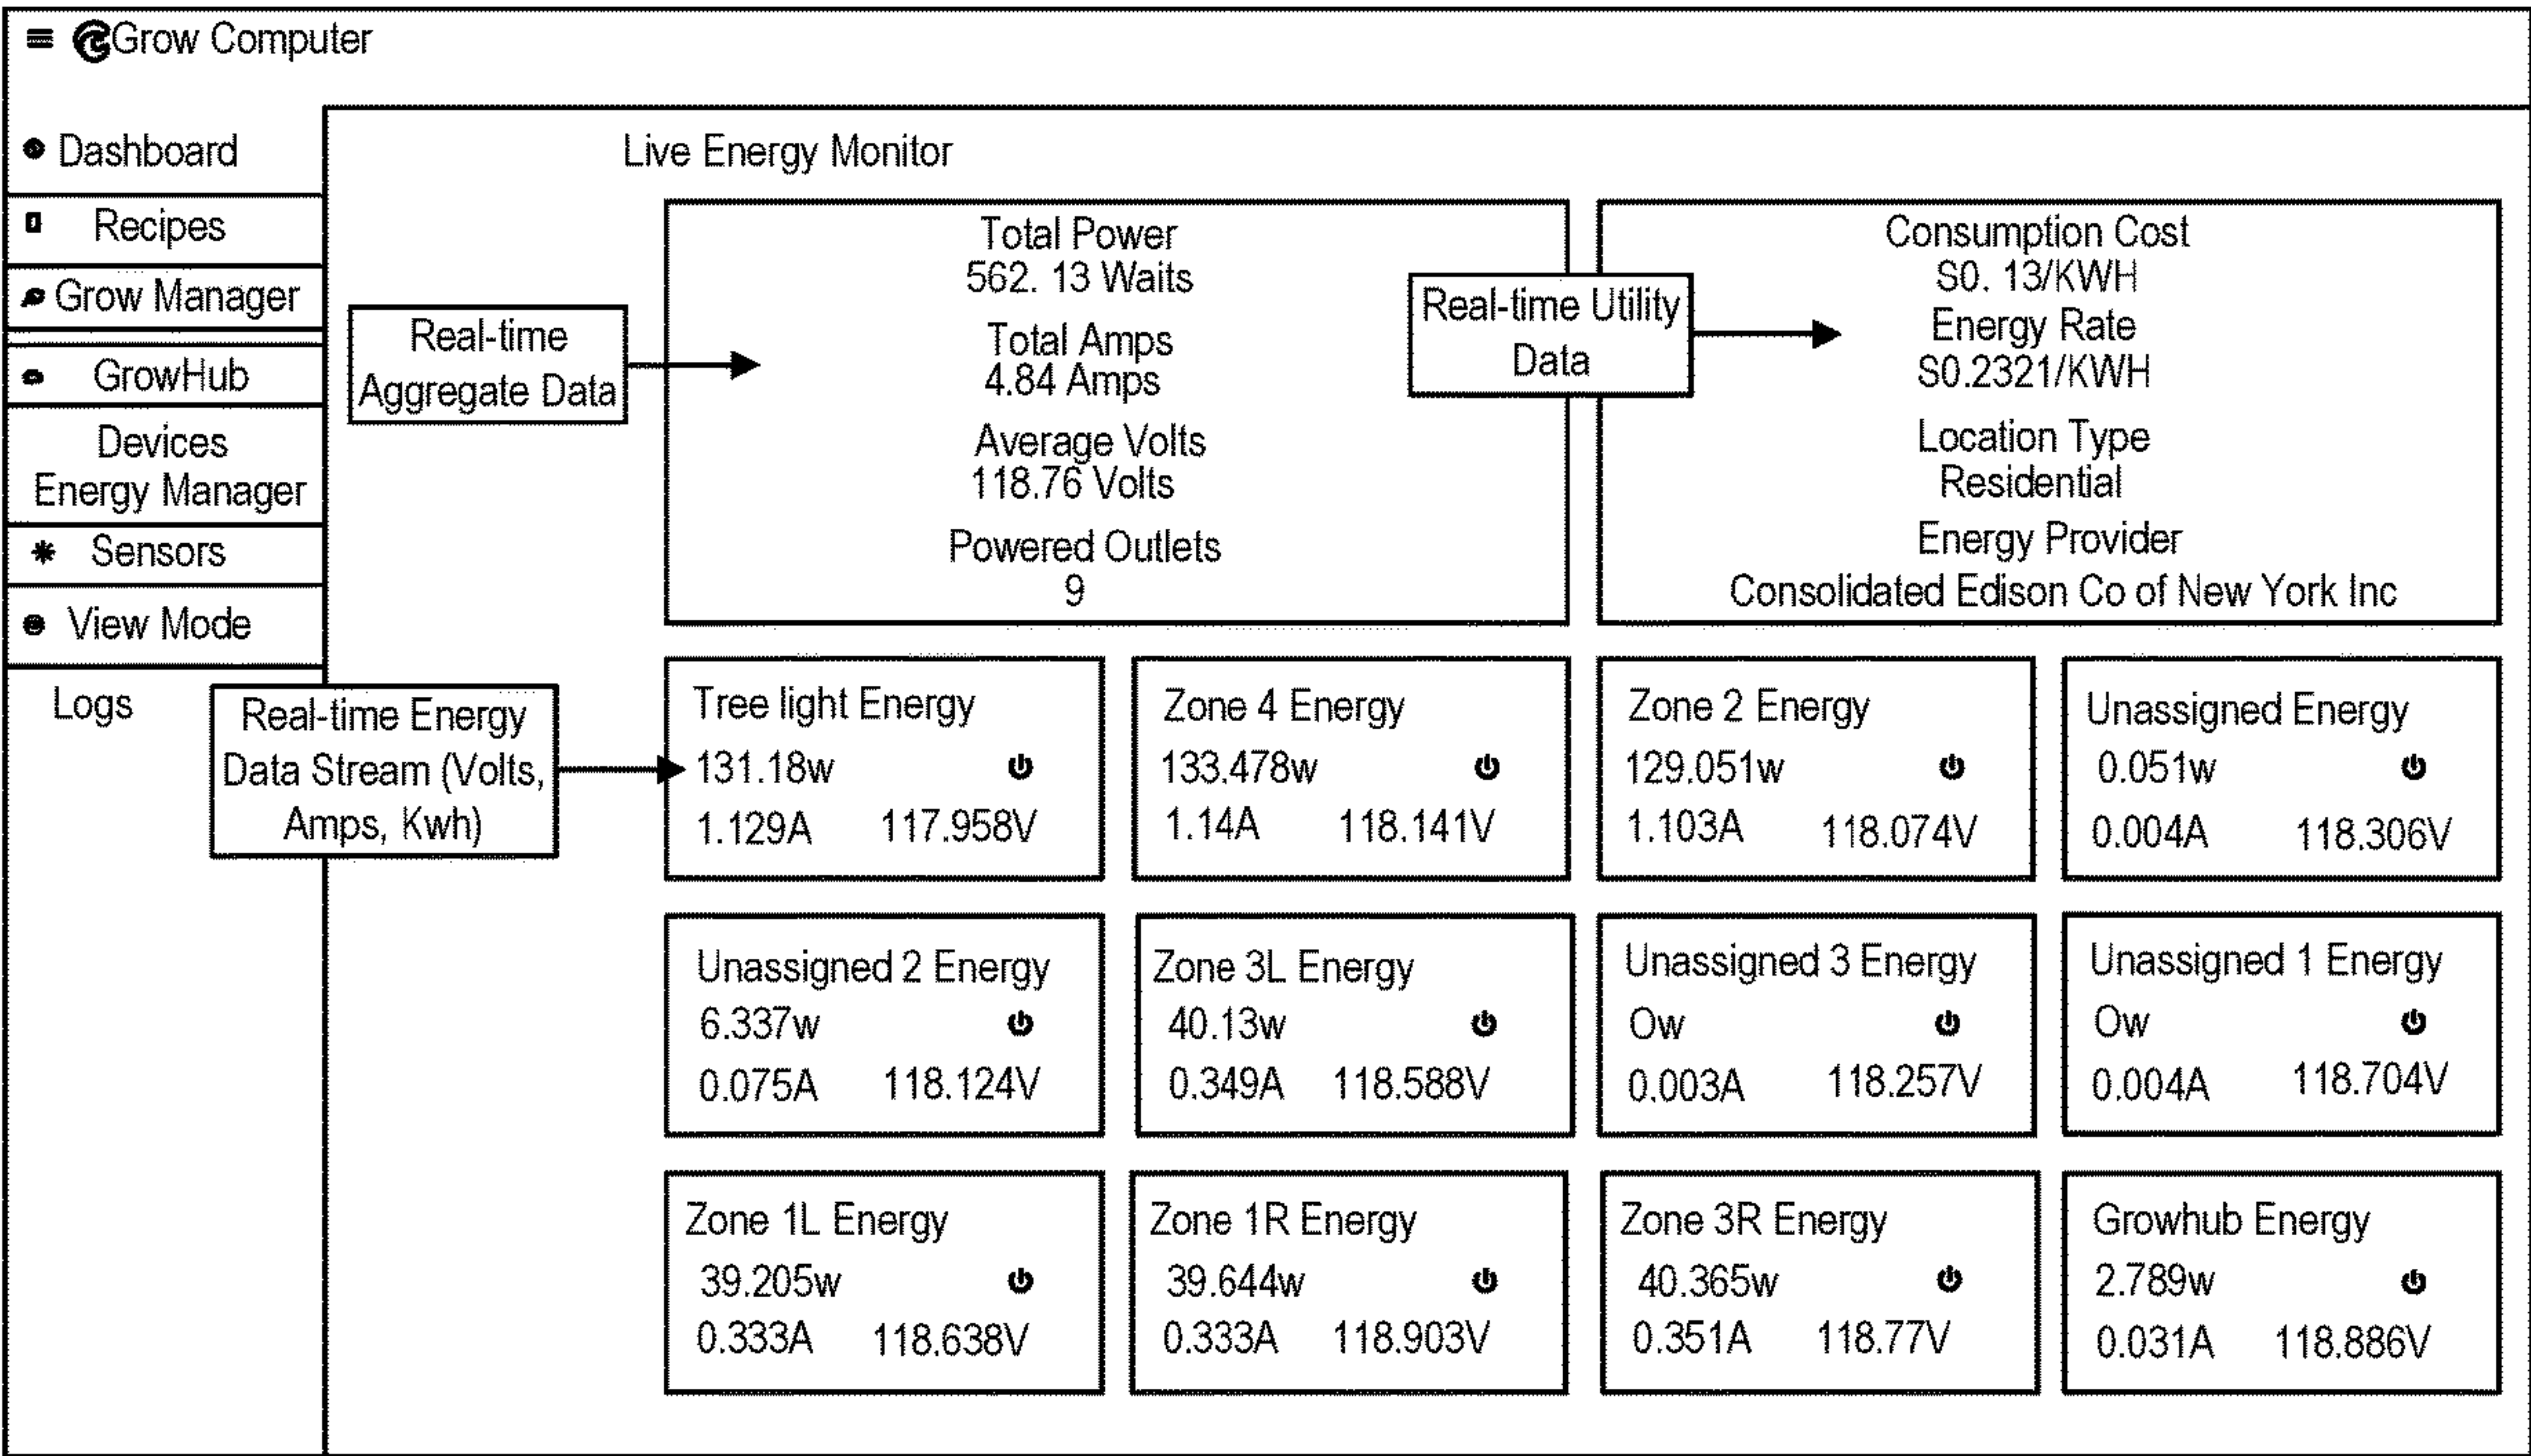 Grow Computer
Dashboard
Recipes
Grow Manager
GrowHub
Devices
Energy Manager
Sensors
View Mode
Logs
Live Energy Monitor
Real-time
Aggregate Data
Total Power
562. 13 Waits
Total Amps
4.84 Amps
Average Volts
118.76 Volts
Powered Outlets
9
Real-time Utility
Data
Consumption Cost
S0. 13/KWH
Energy Rate
S0.2321/KWH
Location Type
Residential
Energy Provider
Consolidated Edison Co of New York Inc
Real-time Energy
Data Stream (Volts,
Amps, Kwh)
Tree light Energy
131.18w
1.129A 117.958V
Zone 4 Energy
133.478w
1.14A 118.141V
Zone 2 Energy
129.051w
1.103A 118.074V
Unassigned Energy
0.051w
0.004A 118.306V
Unassigned 2 Energy
6.337w
0.075A 118.124V
Zone 3L Energy
40.13w
0.349A 118.588V
Unassigned 3 Energy
Ow
0.003A 118.257V
Unassigned 1 Energy
Ow
0.004A 118.704V
Zone 1L Energy
39.205w
0.333A 118.638V
Zone 1R Energy
39.644w
0.333A 118.903V
Zone 3R Energy
40.365w
0.351A 118.77V
Growhub Energy
2.789w
0.031A 118.886V